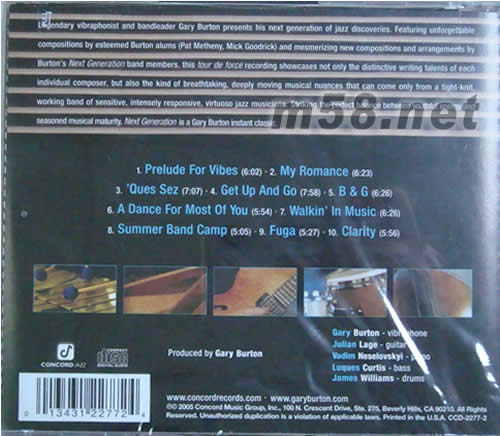 Legendary vibraphonist and bandleader Gary Burton presents his next generation of jazz discoveries. Featuring unforgettable
compositions by esteemed Burton alums (Pat Metheny, Mick Goodrick) and mesmerizing new compositions and arrangements by
Burton's Next Generation band members, this tour de force recording showcases not only the distinctive writing talents of each
individual composer, but also the kind of breathtaking, deeply moving musical nuances that can come only from a tight-knit,
working band of sensitive, intensely responsive, virtuoso jazz musicians. Striking the perfect balance between youthful
seasoned musical maturity, Next Generation is a Gary Burton instant classic.
m58.net
1. Prelude For Vibes (6:02) • 2. My Romance (6:23)
3. 'Ques Sez (7:07) • 4. Get Up And Go (7:58) • 5. B & G (6:26)
6. A Dance For Most Of You (5:54) • 7. Walkin' In Music (6:26)
8. Summer Band Camp (5:05) • 9. Fuga (5:27) • 10. Clarity (5:56)
Gary Burton - vibraphone
Julian Lage - guitar
Vadim Neselovskyi - piano
Luques Curtis - bass
James Williams - drums
Produced by Gary Burton
CONCORD JAZZ
COMPACT
disc
DIGITAL AUDIO
0 13431 22772 4
www.concordrecords.com • www.garyburton.com
℗ © 2005 Concord Music Group, Inc., 100 N. Crescent Drive, Ste. 275, Beverly Hills, CA 90210. All Rights
Reserved. Unauthorized duplication is a violation of applicable laws. Printed in the U.S.A. CCD-2277-2